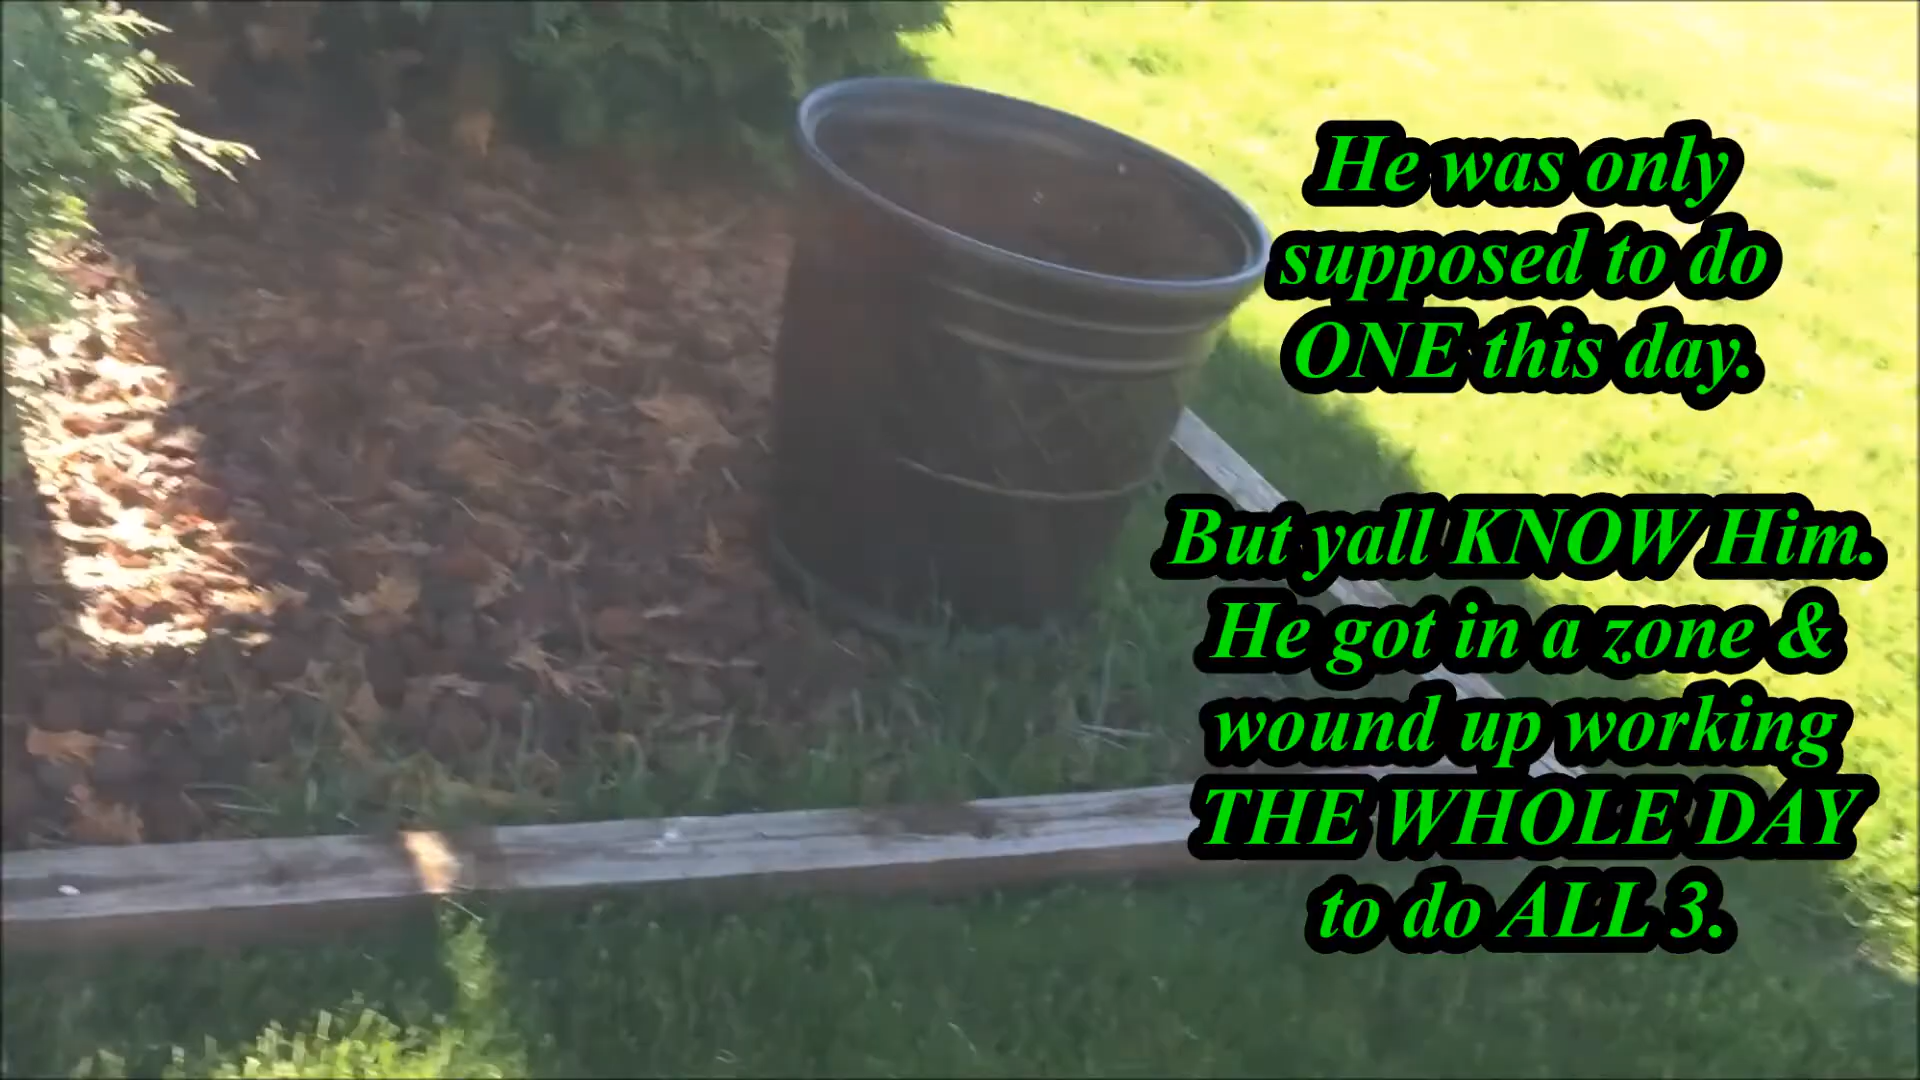 He was only
supposed to do
ONE this day.
But yall KNOW Him.
He got in a zone &
wound up working
THE WHOLE DAY
to do ALL 3.